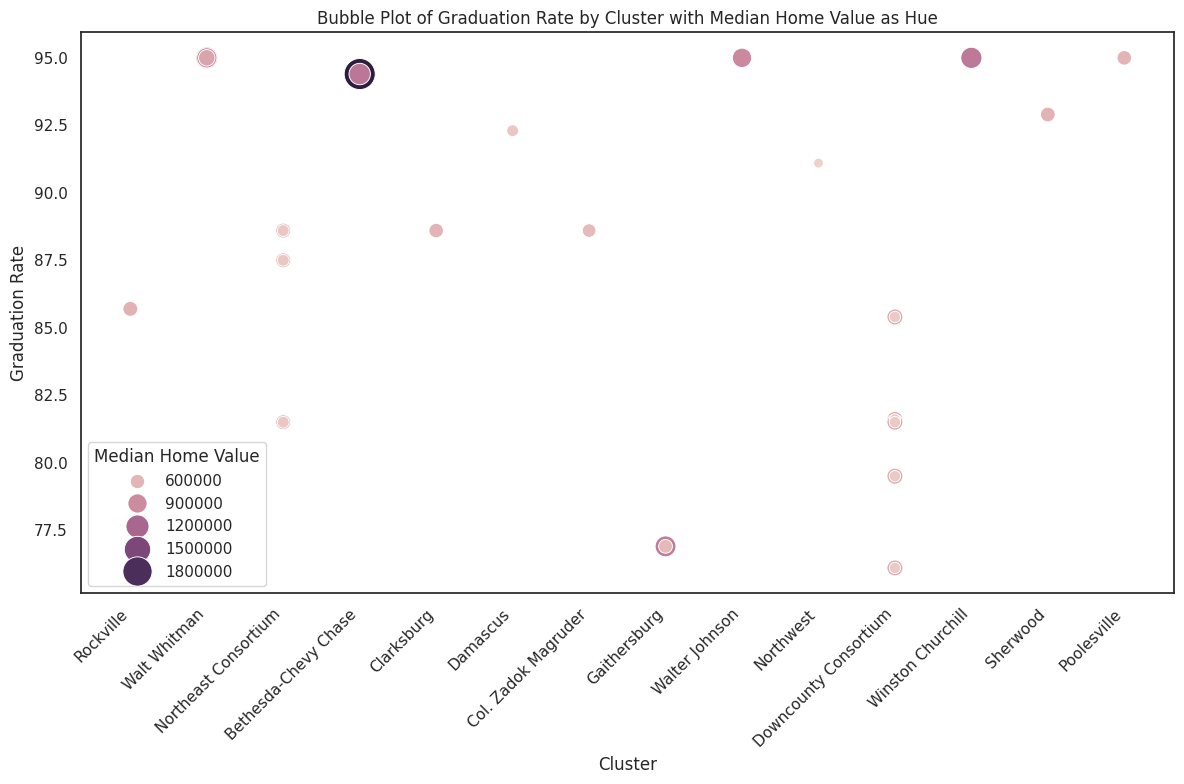 Bubble Plot of Graduation Rate by Cluster with Median Home Value as Hue
Graduation Rate
95.0
92.5
90.0
87.5
85.0
82.5
80.0
77.5
Median Home Value
600000
900000
1200000
1500000
1800000
Rockville
Walt Whitman
Northeast Consortium
Bethesda-Chevy Chase
Clarksburg
Damascus
Col. Zadok Magruder
Gaithersburg
Walter Johnson
Northwest
Downcounty Consortium
Winston Churchill
Sherwood
Poolesville
Cluster